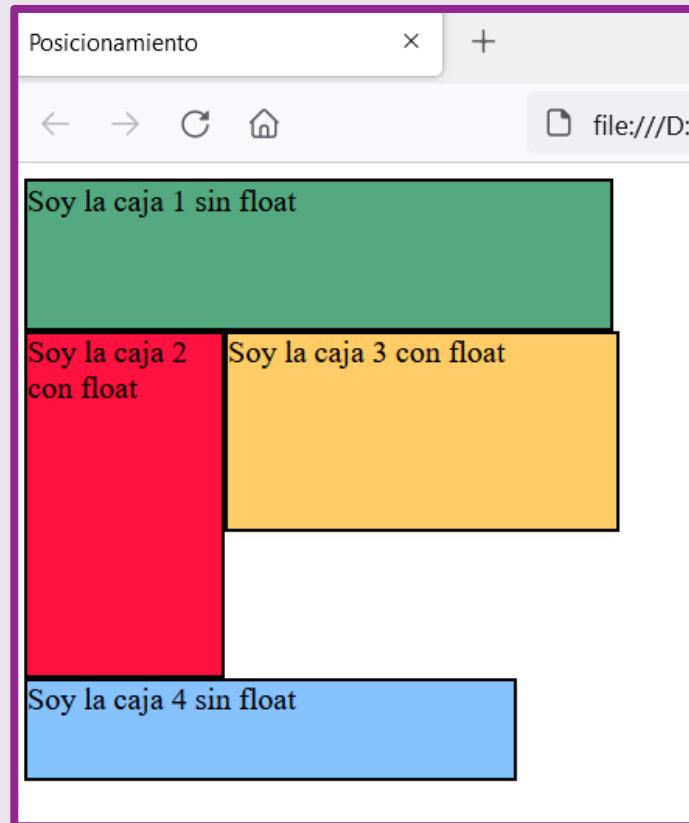 Posicionamiento
file:///D:
Soy la caja 1 sin float
Soy la caja 2
con float
Soy la caja 3 con float
Soy la caja 4 sin float